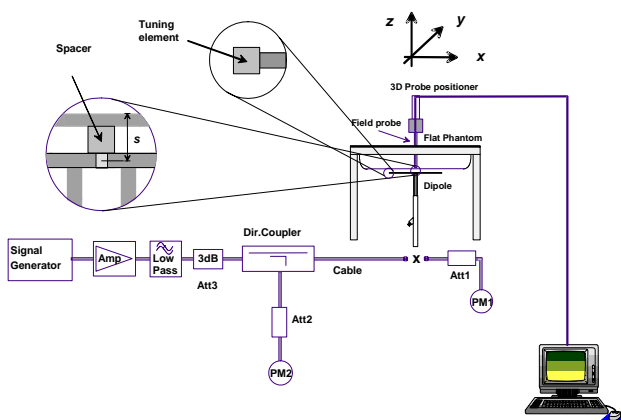 Tuning
element
Spacer
z
y
x
3D Probe positioner
Field probe
Flat Phantom
s
Dipole
Signal
Generator
Amp
Low
Pass
3dB
Att3
Dir.Coupler
Cable
x
Att1
PM1
Att2
PM2